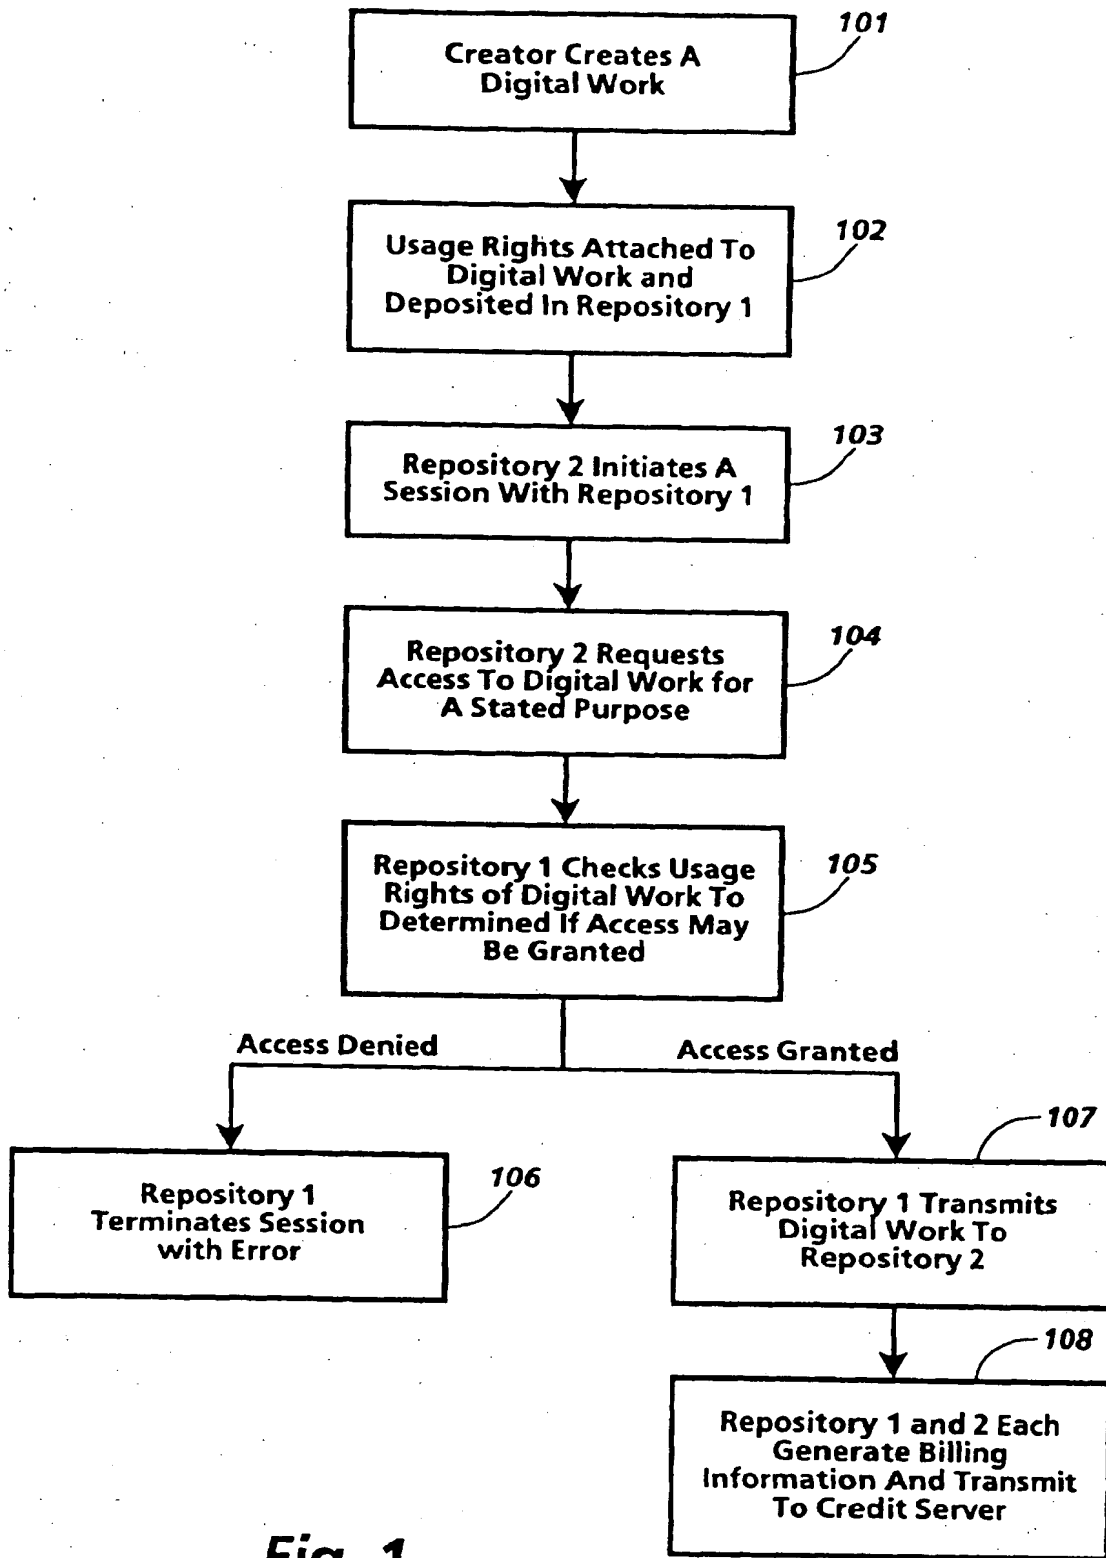 101
Creator Creates A
Digital Work
102
Usage Rights Attached To
Digital Work and
Deposited In Repository 1
103
Repository 2 Initiates A
Session With Repository 1
104
Repository 2 Requests
Access To Digital Work for
A Stated Purpose
105
Repository 1 Checks Usage
Rights of Digital Work To
Determined If Access May
Be Granted
Access Denied
Access Granted
106
Repository 1
Terminates Session
with Error
107
Repository 1 Transmits
Digital Work To
Repository 2
108
Repository 1 and 2 Each
Generate Billing
Information And Transmit
To Credit Server
Fig. 1